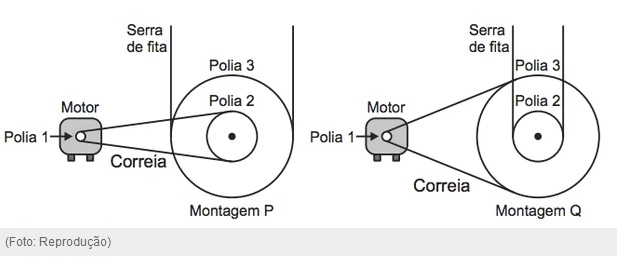 Serra
de fita
Polia 3
Motor
Polia 2
Polia 1
Correia
Montagem P
Serra
de fita
Polia 3
Motor
Polia 2
Polia 1
Correia
Montagem Q
(Foto: Reprodução)